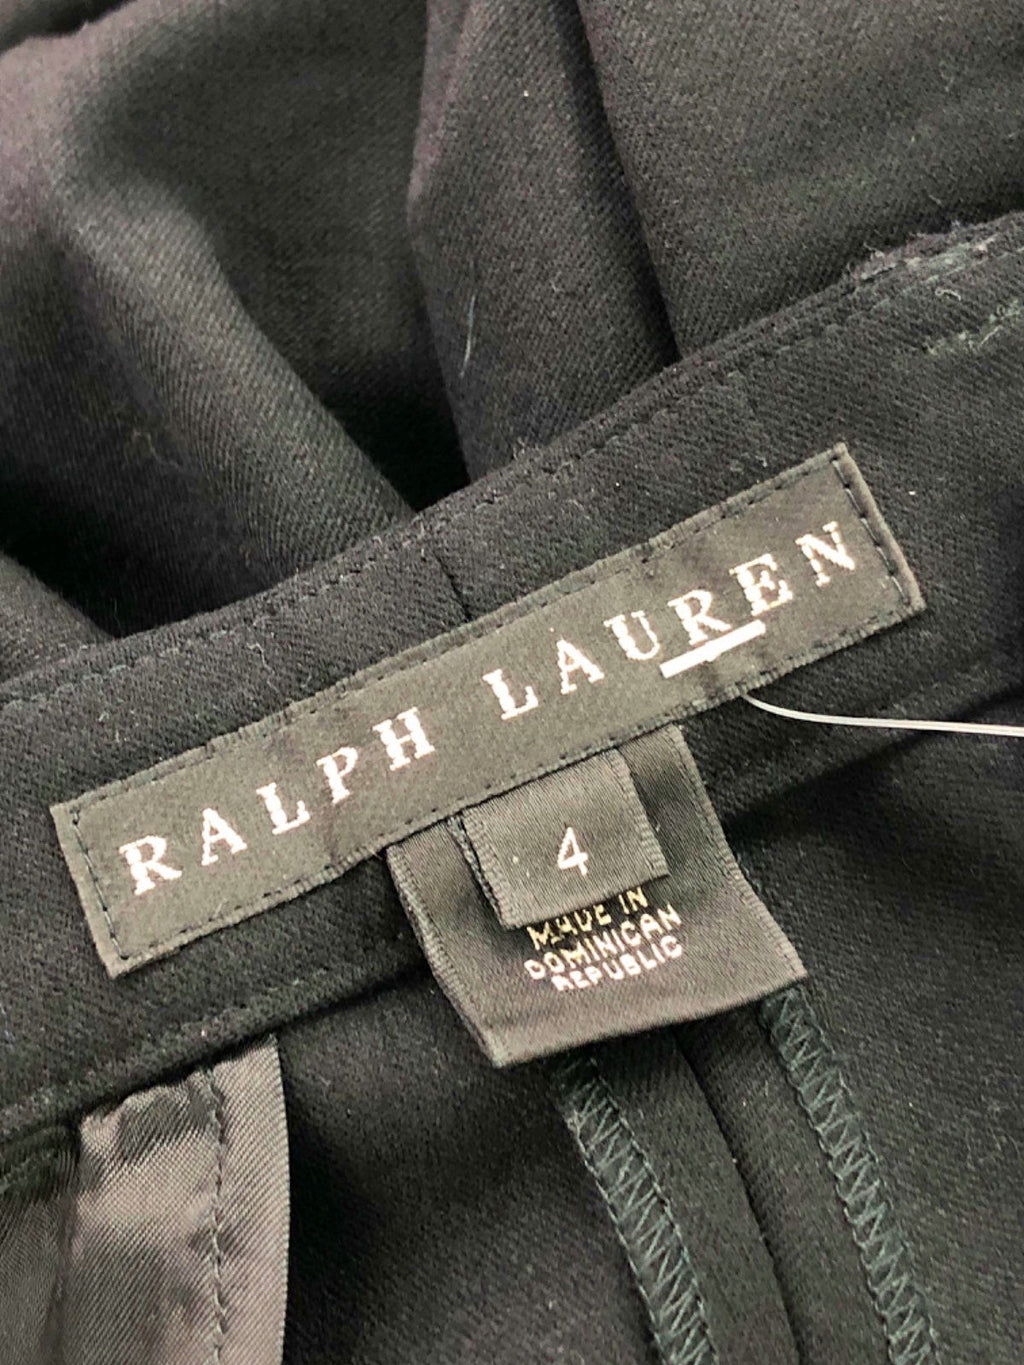 RALPH LAUREN
4
MADE IN
DOMINICAN
REPUBLIC